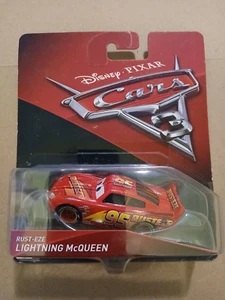 Disney · PIXAR
Cars
3
95
RUST-EZE
LIGHTNING McQUEEN